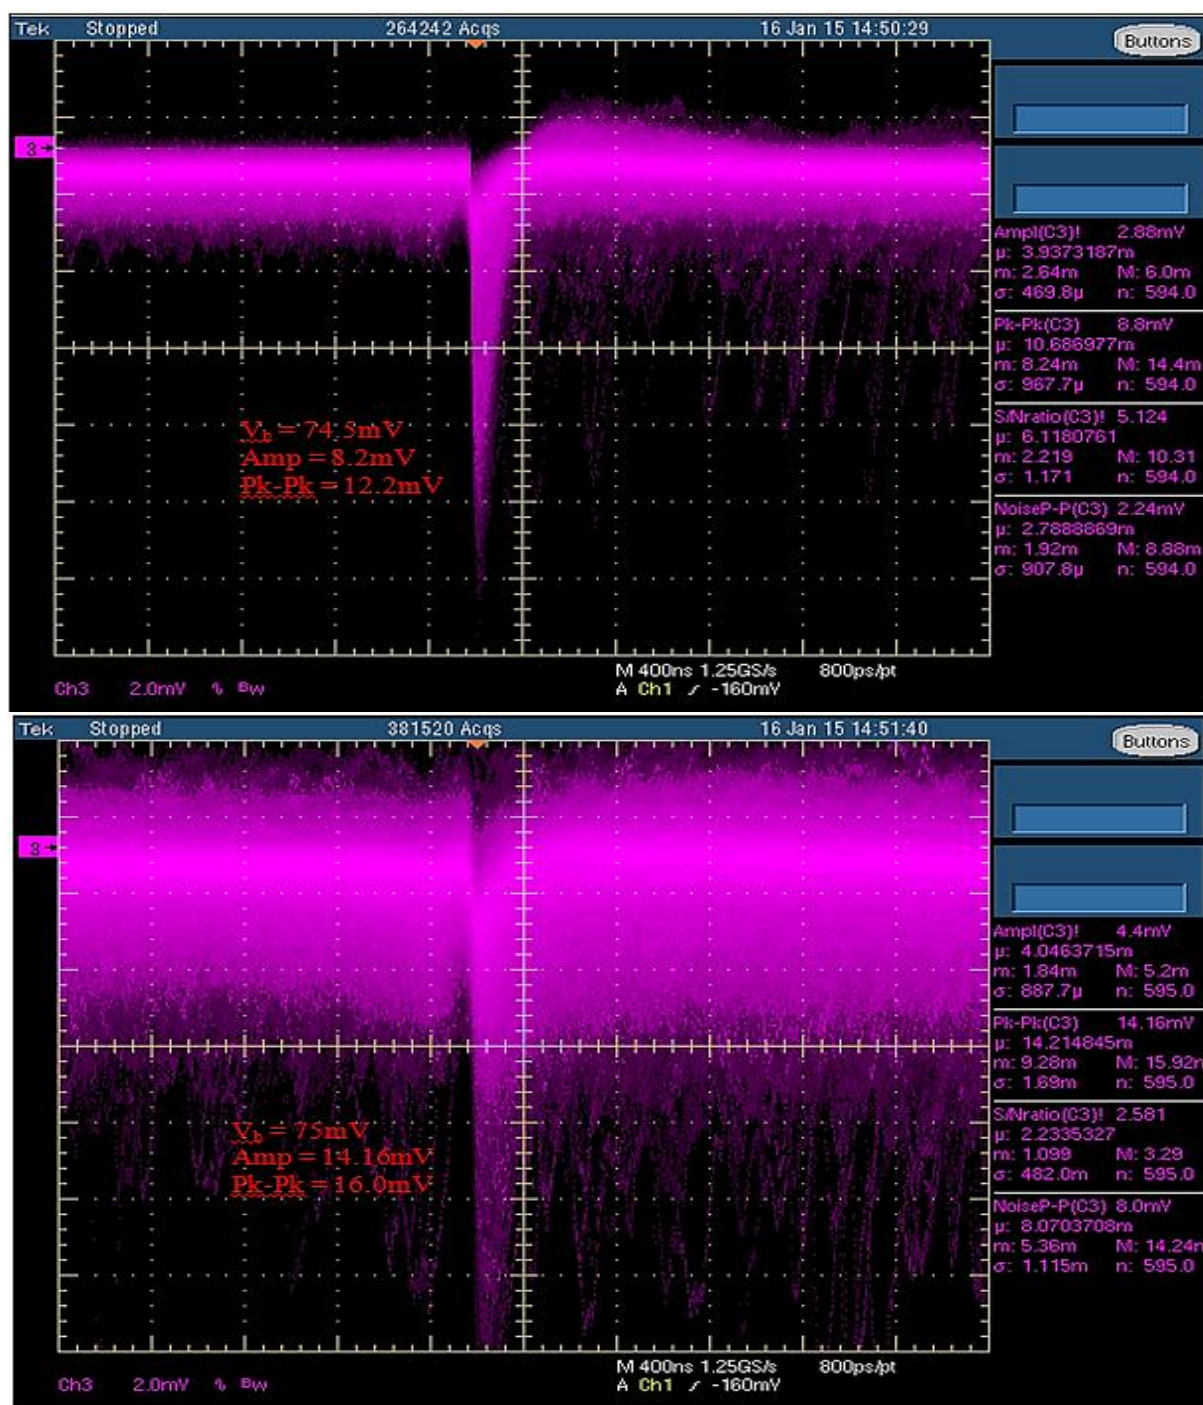 Tek Stopped 264242 Acqs 16 Jan 15 14:50:29 Buttons
3
Ampl(C3)! 2.88mV
µ: 3.9373187m
m: 2.64m M: 6.0m
σ: 469.8µ n: 594.0
Pk-Pk(C3) 8.8mV
µ: 10.686977m
m: 8.24m M: 14.4m
σ: 967.7µ n: 594.0
S/Nratio(C3)! 5.124
µ: 6.1180761
m: 2.219 M: 10.31
σ: 1.171 n: 594.0
NoiseP-P(C3) 2.24mV
µ: 2.7888869m
m: 1.92m M: 8.88m
σ: 907.8µ n: 594.0
Vb = 74.5mV
Amp = 8.2mV
Pk-Pk = 12.2mV
M 400ns 1.25GS/s 800ps/pt
A Ch1 -160mV
Ch3 2.0mV Bw
Tek Stopped 381520 Acqs 16 Jan 15 14:51:40 Buttons
3
Ampl(C3)! 4.4mV
µ: 4.0463715m
m: 1.84m M: 5.2m
σ: 887.7µ n: 595.0
Pk-Pk(C3) 14.16mV
µ: 14.214845m
m: 9.28m M: 15.92m
σ: 1.69m n: 595.0
S/Nratio(C3)! 2.581
µ: 2.2335327
m: 1.099 M: 3.29
σ: 482.0m n: 595.0
NoiseP-P(C3) 8.0mV
µ: 8.0703708m
m: 5.36m M: 14.24m
σ: 1.115m n: 595.0
Vb = 75mV
Amp = 14.16mV
Pk-Pk = 16.0mV
M 400ns 1.25GS/s 800ps/pt
A Ch1 -160mV
Ch3 2.0mV Bw